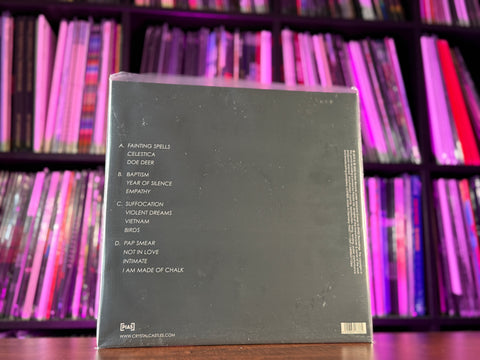 A. FAINTING SPELLS
CELESTICA
DOE DEER
B. BAPTISM
YEAR OF SILENCE
EMPATHY
C. SUFFOCATION
VIOLENT DREAMS
VIETNAM
BIRDS
D. PAP SMEAR
NOT IN LOVE
INTIMATE
I AM MADE OF CHALK
[PIAS]
WWW.CRYSTALCASTLES.COM